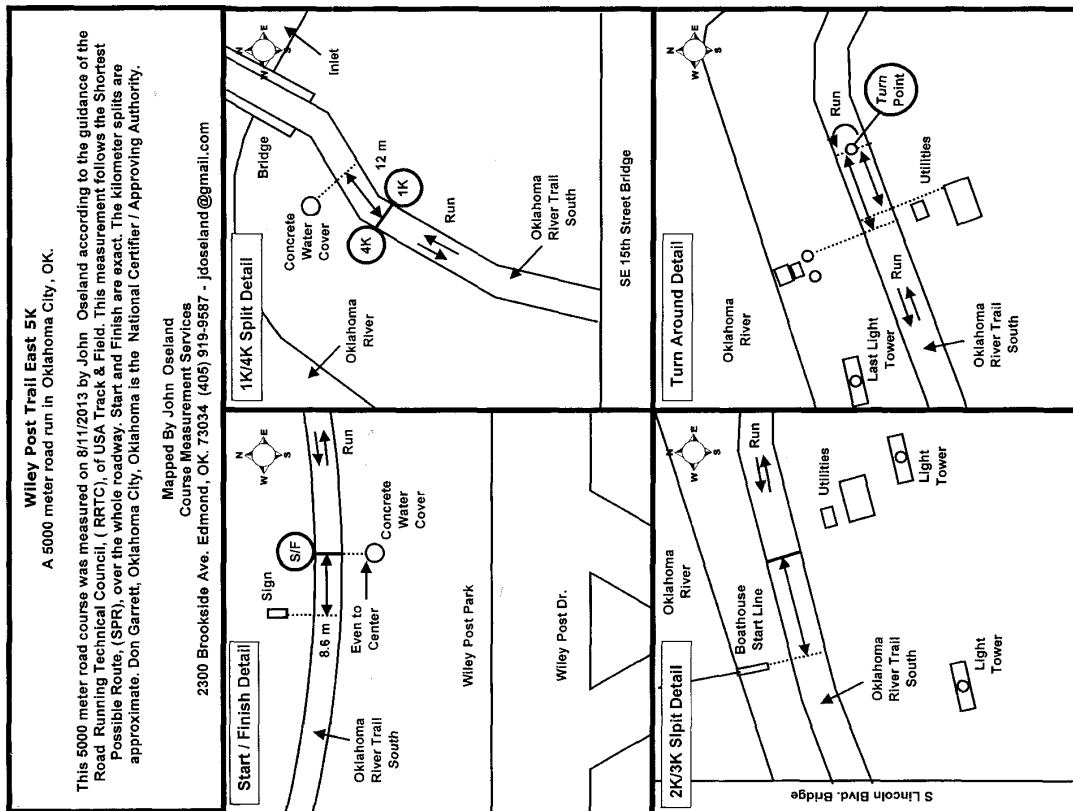 Wiley Post Trail East 5K
A 5000 meter road run in Oklahoma City, OK.
This 5000 meter road course was measured on 8/11/2013 by John Oseland according to the guidance of the
Road Running Technical Council, ( RRTC), of USA Track & Field. This measurement follows the Shortest
Possible Route, (SPR), over the whole roadway. Start and Finish are exact. The kilometer splits are
approximate. Don Garrett, Oklahoma City, Oklahoma is the National Certifier / Approving Authority.
Mapped By John Oseland
Course Measurement Services
2300 Brookside Ave. Edmond, OK. 73034 (405) 919-9587 - jdoseland@gmail.com
Start / Finish Detail
N
W E
S
Sign
S/F
8.6 m
Run
Even to
Center
Concrete
Water
Cover
Oklahoma
River Trail
South
Wiley Post Park
Wiley Post Dr.
1K/4K Split Detail
N
W E
S
Bridge
Inlet
Concrete
Water
Cover
12 m
4K
1K
Oklahoma
River
Run
Oklahoma
River Trail
South
SE 15th Street Bridge
2K/3K Slpit Detail
N
W E
S
Oklahoma
River
Boathouse
Start Line
Run
Utilities
Oklahoma
River Trail
South
Light
Tower
Light
Tower
S Lincoln Blvd. Bridge
Turn Around Detail
N
W E
S
Oklahoma
River
Run
Turn
Point
Last Light
Tower
Run
Utilities
Oklahoma
River Trail
South